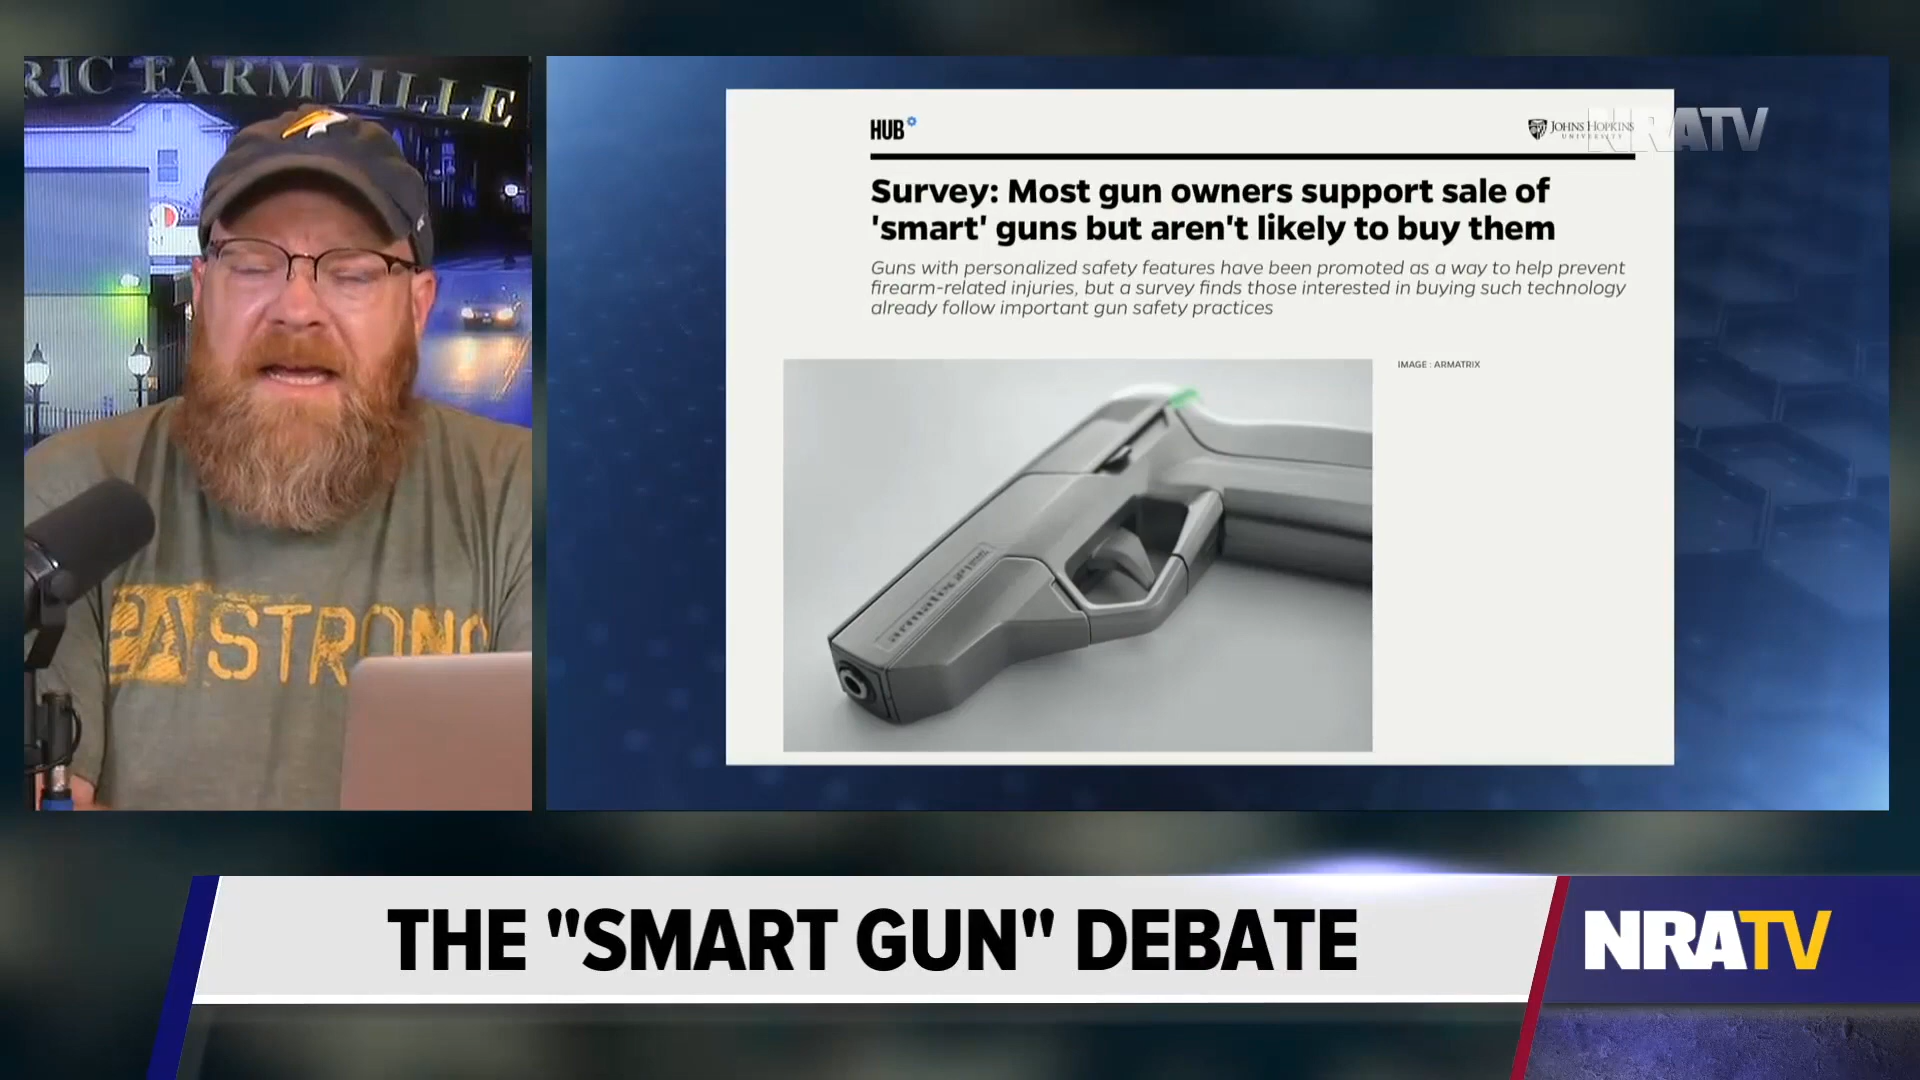 RIC FARMVILLE
2A STRONG
HUB
JOHNS HOPKINS
UNIVERSITY
NRATV
Survey: Most gun owners support sale of
'smart' guns but aren't likely to buy them
Guns with personalized safety features have been promoted as a way to help prevent
firearm-related injuries, but a survey finds those interested in buying such technology
already follow important gun safety practices
IMAGE : ARMATRIX
THE "SMART GUN" DEBATE
NRATV